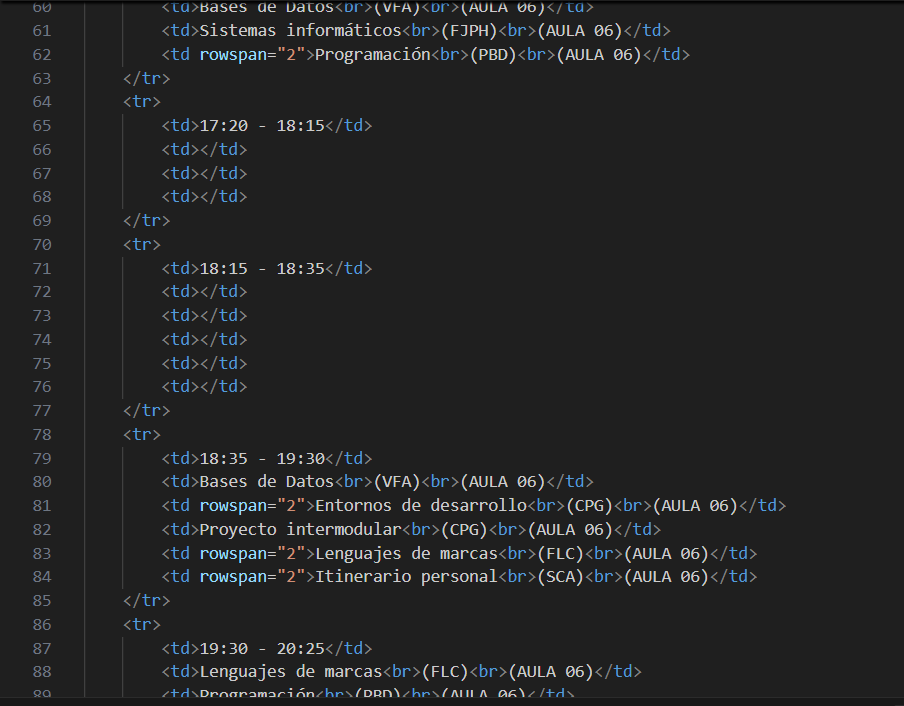 60 <td>Bases de Datos<br>(VFA)<br>(AULA 06)</td>
61 <td>Sistemas informáticos<br>(FJPH)<br>(AULA 06)</td>
62 <td rowspan="2">Programación<br>(PBD)<br>(AULA 06)</td>
63 </tr>
64 <tr>
65 <td>17:20 - 18:15</td>
66 <td></td>
67 <td></td>
68 <td></td>
69 </tr>
70 <tr>
71 <td>18:15 - 18:35</td>
72 <td></td>
73 <td></td>
74 <td></td>
75 <td></td>
76 <td></td>
77 </tr>
78 <tr>
79 <td>18:35 - 19:30</td>
80 <td>Bases de Datos<br>(VFA)<br>(AULA 06)</td>
81 <td rowspan="2">Entornos de desarrollo<br>(CPG)<br>(AULA 06)</td>
82 <td>Proyecto intermodular<br>(CPG)<br>(AULA 06)</td>
83 <td rowspan="2">Lenguajes de marcas<br>(FLC)<br>(AULA 06)</td>
84 <td rowspan="2">Itinerario personal<br>(SCA)<br>(AULA 06)</td>
85 </tr>
86 <tr>
87 <td>19:30 - 20:25</td>
88 <td>Lenguajes de marcas<br>(FLC)<br>(AULA 06)</td>
89 <td>Programación<br>(PBD)<br>(AULA 06)</td>